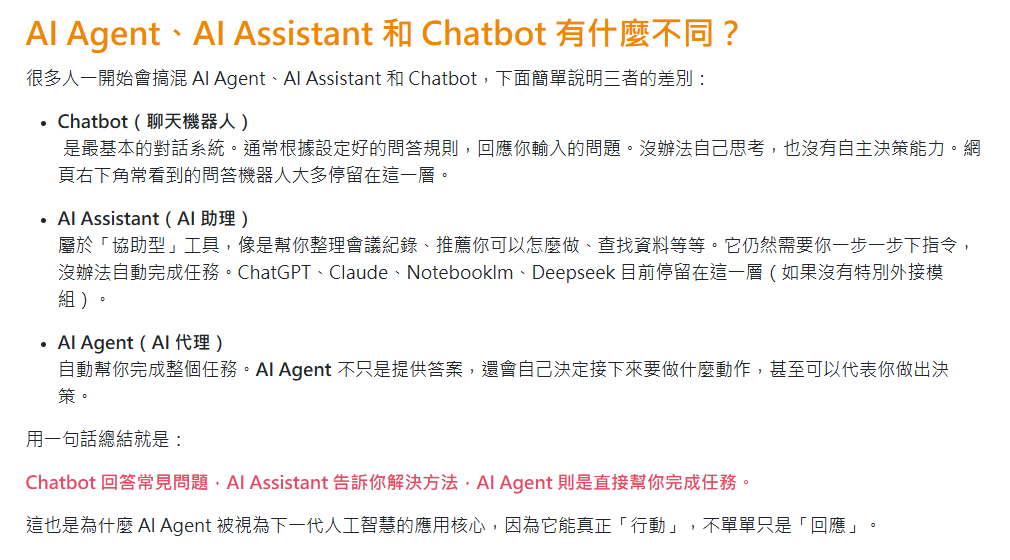 AI Agent、AI Assistant 和 Chatbot 有什麼不同？
很多人一開始會搞混 AI Agent、AI Assistant 和 Chatbot，下面簡單說明三者的差別：
• Chatbot（聊天機器人）
是最基本的對話系統。通常根據設定好的問答規則，回應你輸入的問題。沒辦法自己思考，也沒有自主決策能力。網
頁右下角常看到的問答機器人大多停留在這一層。
• AI Assistant（AI 助理）
屬於「協助型」工具，像是幫你整理會議紀錄、推薦你可以怎麼做、查找資料等等。它仍然需要你一步一步下指令，
沒辦法自動完成任務。ChatGPT、Claude、Notebooklm、Deepseek 目前停留在這一層（如果沒有特別外接模
組）。
• AI Agent（AI 代理）
自動幫你完成整個任務。AI Agent 不只是提供答案，還會自己決定接下來要做什麼動作，甚至可以代表你做出決
策。
用一句話總結就是：
Chatbot 回答常見問題，AI Assistant 告訴你解決方法，AI Agent 則是直接幫你完成任務。
這也是為什麼 AI Agent 被視為下一代人工智慧的應用核心，因為它能真正「行動」，不單單只是「回應」。